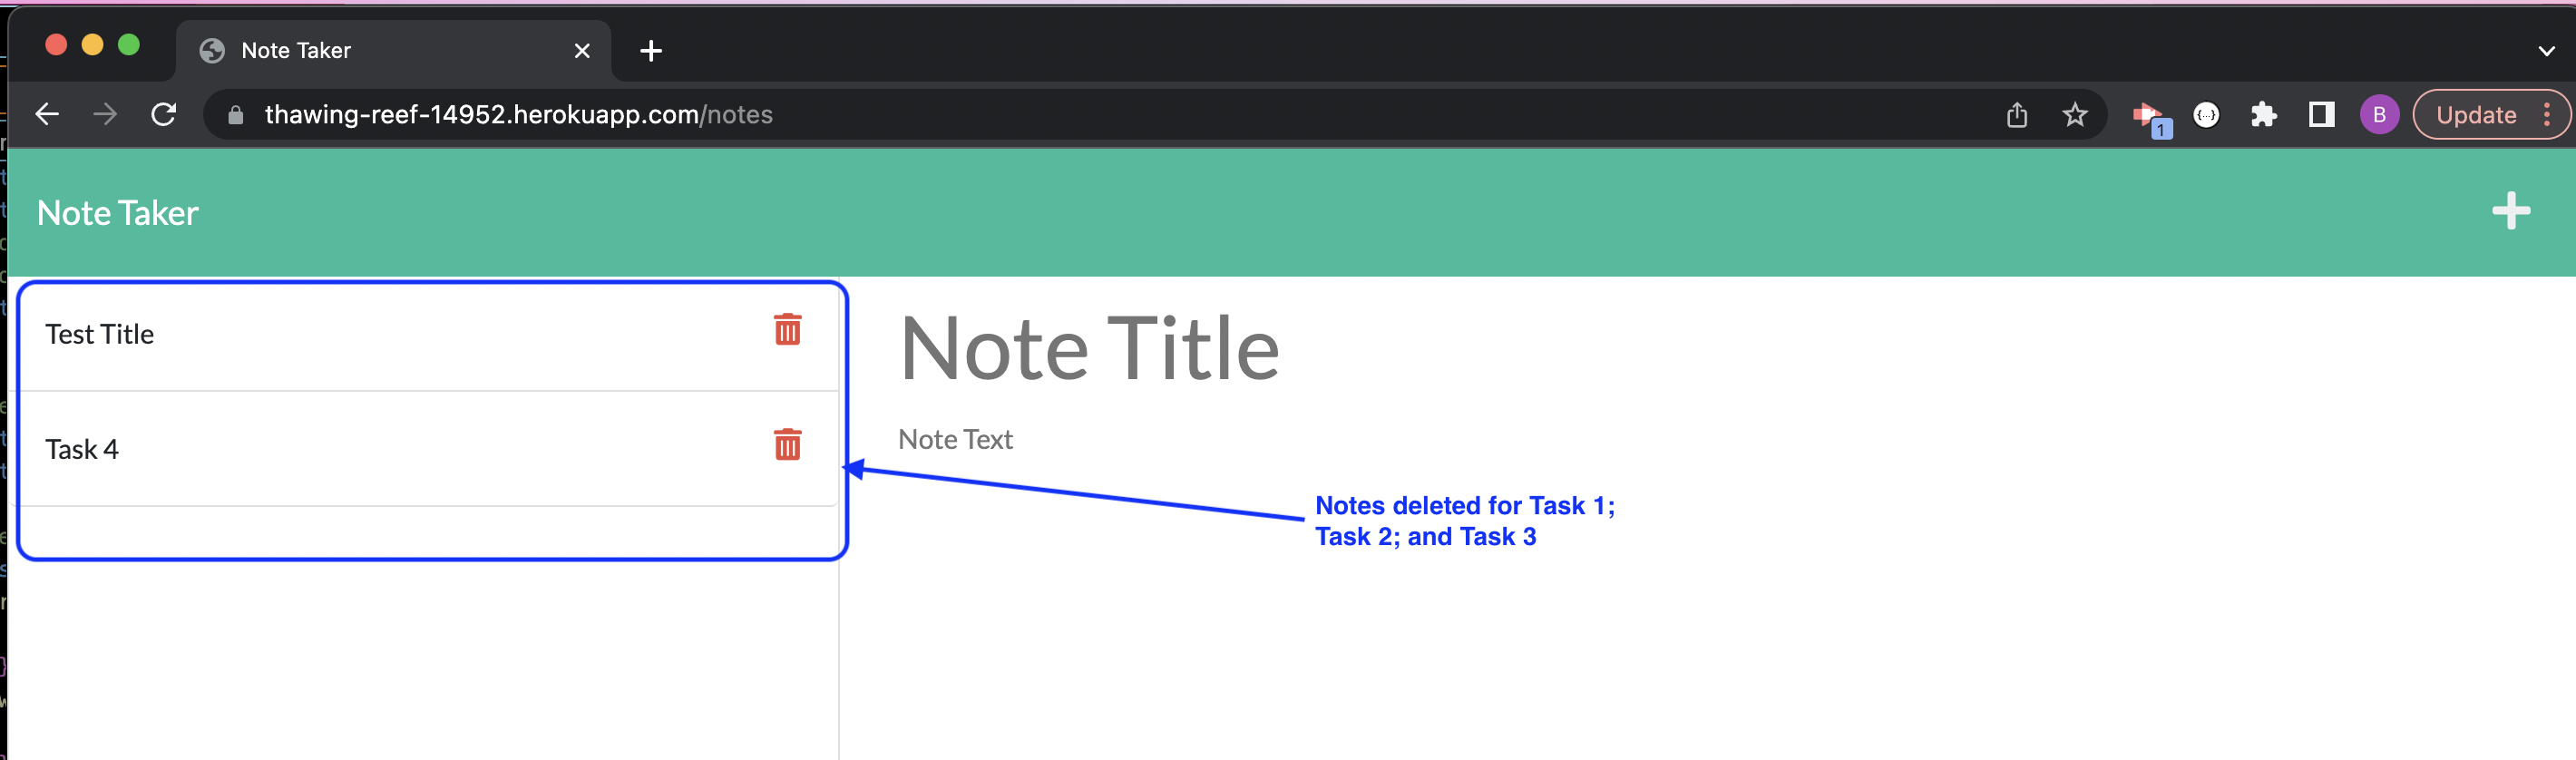 Note Taker
thawing-reef-14952.herokuapp.com/notes
1
{...}
B
Update
Note Taker
Test Title
Task 4
Note Title
Note Text
Notes deleted for Task 1;
Task 2; and Task 3